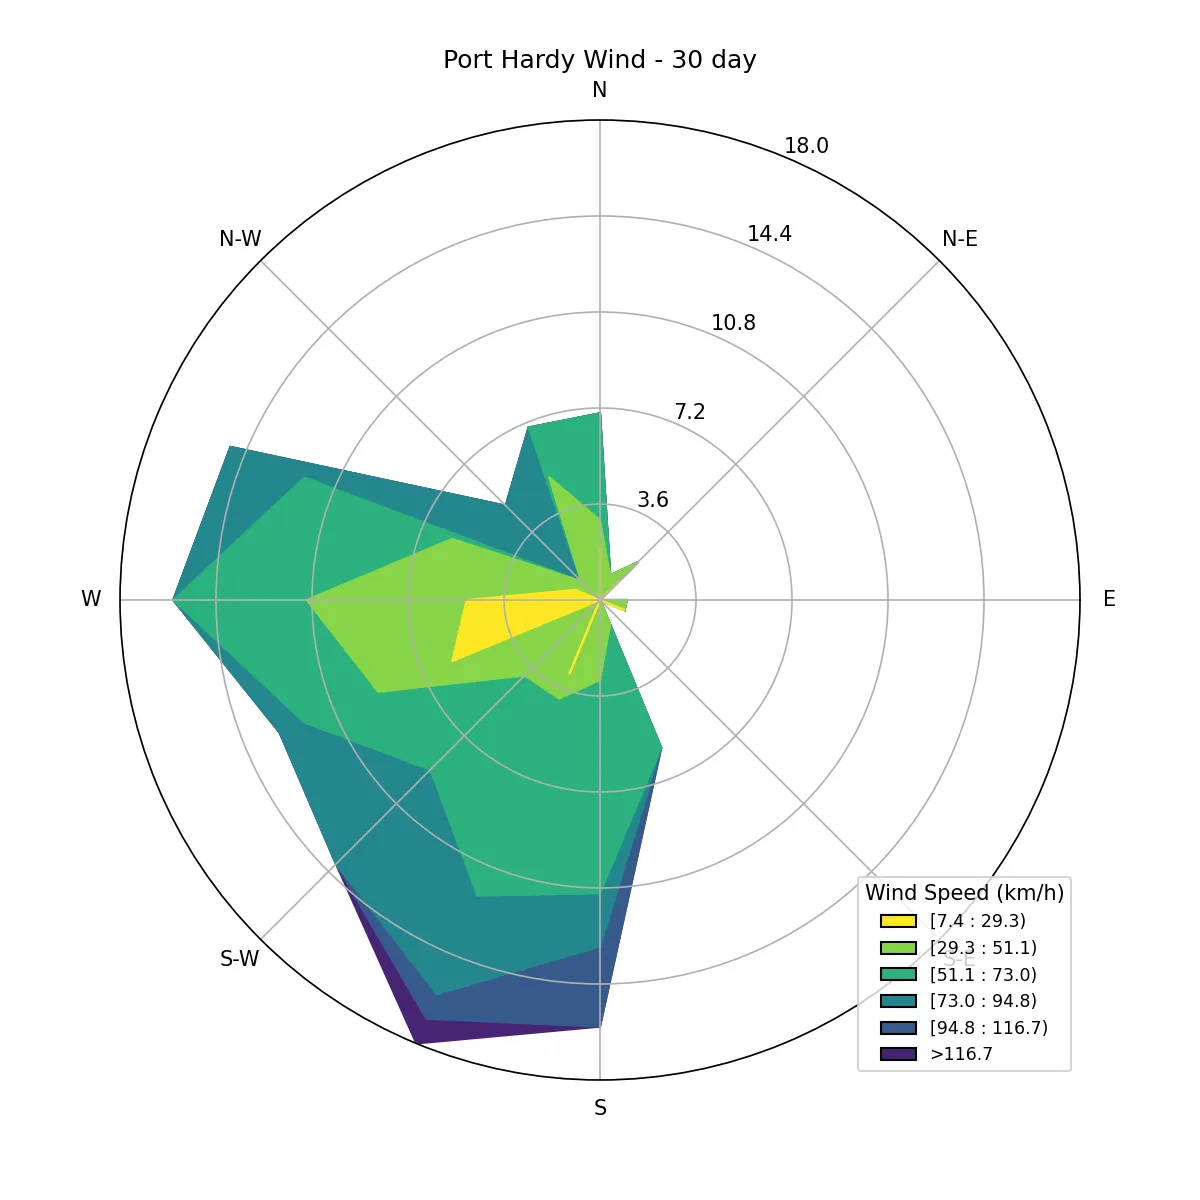 Port Hardy Wind - 30 day
N
18.0
14.4
N-W
N-E
10.8
7.2
3.6
W
E
Wind Speed (km/h)
[7.4 : 29.3)
[29.3 : 51.1)
S-W
S-E
[51.1 : 73.0)
[73.0 : 94.8)
[94.8 : 116.7)
>116.7
S